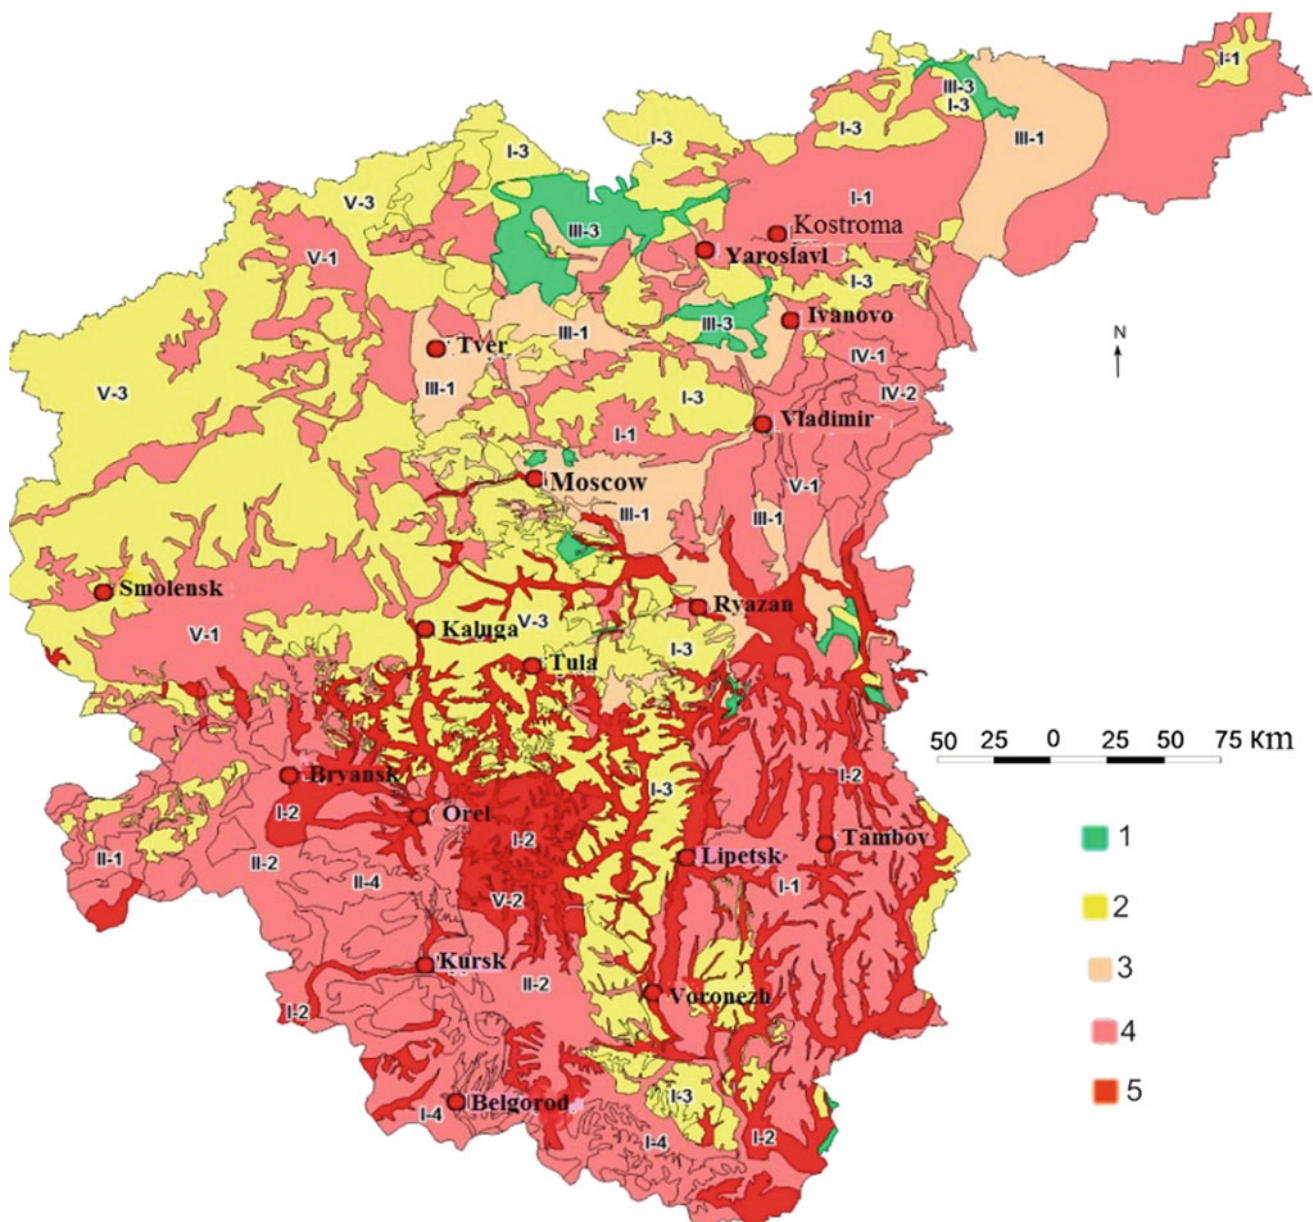 I-1
III-3
I-3
I-3
III-1
I-3
I-3
V-3
I-1
III-3
Kostroma
V-1
Yaroslavl
I-3
III-3
Ivanovo
III-1
Tver
IV-1
III-1
V-3
I-3
IV-2
Vladimir
I-1
Moscow
V-1
III-1
III-1
N
Smolensk
Ryazan
V-3
Kaluga
V-1
I-3
Tula
50 25 0 25 50 75 км
Bryansk
I-2
I-3
I-2
Orel
I-2
Tambov
II-1
II-2
Lipetsk
II-4
I-1
V-2
Kursk
II-2
Voronezh
I-2
I-3
Belgorod
I-4
I-4
I-2
1
2
3
4
5